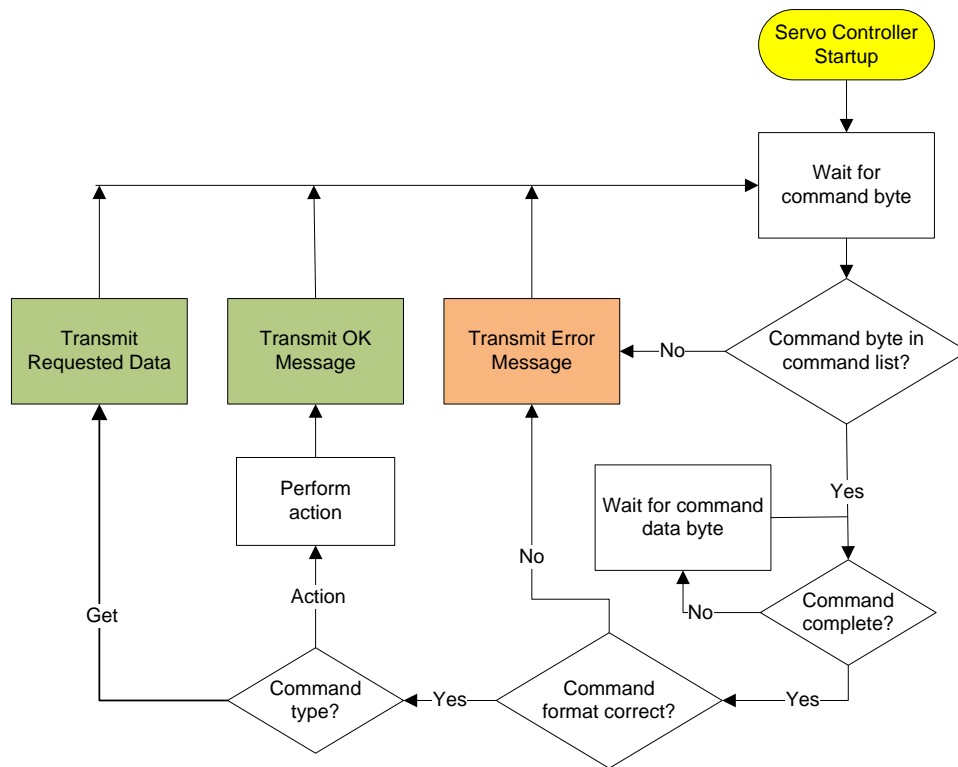 Servo Controller
Startup
Wait for
command byte
Transmit
Requested Data
Transmit OK
Message
Transmit Error
Message
No
Command byte in
command list?
Yes
Perform
action
Wait for command
data byte
No
Action
Get
No
Command
complete?
Command
type?
Yes
Command
format correct?
Yes